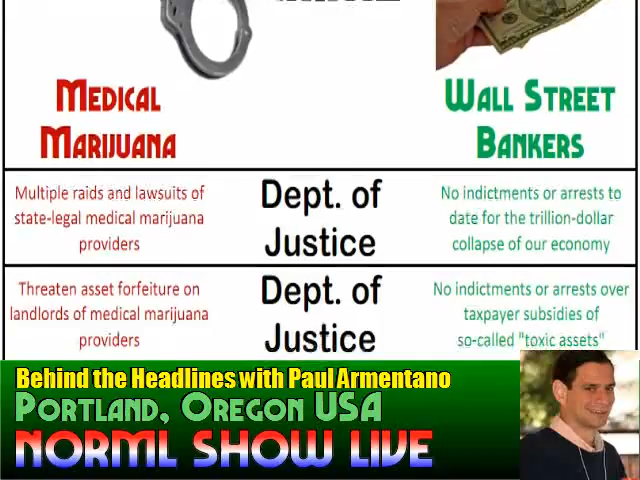 MEDICAL
MARIJUANA
WALL STREET
BANKERS
Multiple raids and lawsuits of
state-legal medical marijuana
providers
Dept. of
Justice
No indictments or arrests to
date for the trillion-dollar
collapse of our economy
Threaten asset forfeiture on
landlords of medical marijuana
providers
Dept. of
Justice
No indictments or arrests over
taxpayer subsidies of
so-called "toxic assets"
Behind the Headlines with Paul Armentano
PORTLAND, OREGON USA
NORML SHOW LIVE